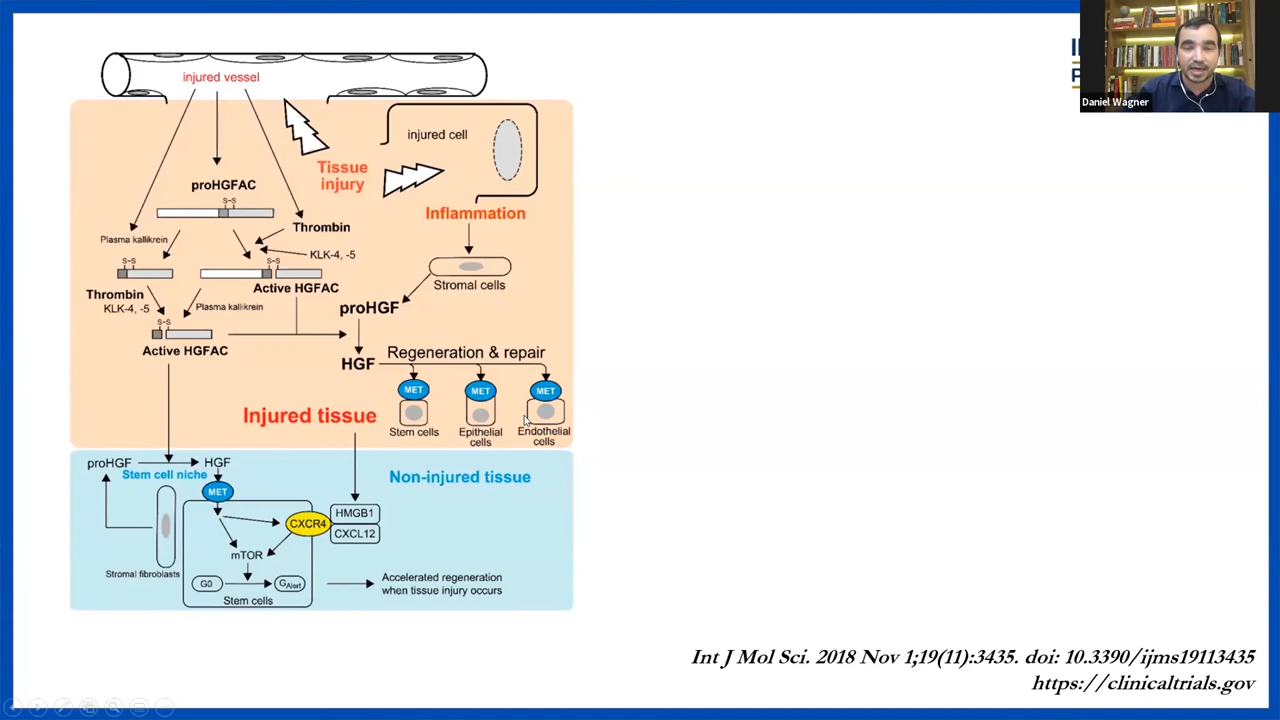 injured vessel
injured cell
Tissue
injury
proHGFAC
S-S
Inflammation
Thrombin
Plasma kallikrein
KLK-4, -5
S-S
S-S
Active HGFAC
Stromal cells
Thrombin
KLK-4, -5
Plasma kallikrein
proHGF
S-S
Active HGFAC
HGF
Regeneration & repair
MET
MET
MET
Injured tissue
Stem cells
Epithelial
cells
Endothelial
cells
proHGF
HGF
Stem cell niche
MET
Non-injured tissue
HMGB1
CXCR4
CXCL12
mTOR
Stromal fibroblasts
G0
GAlert
Stem cells
Accelerated regeneration
when tissue injury occurs
Daniel Wagner
Int J Mol Sci. 2018 Nov 1;19(11):3435. doi: 10.3390/ijms19113435
https://clinicaltrials.gov